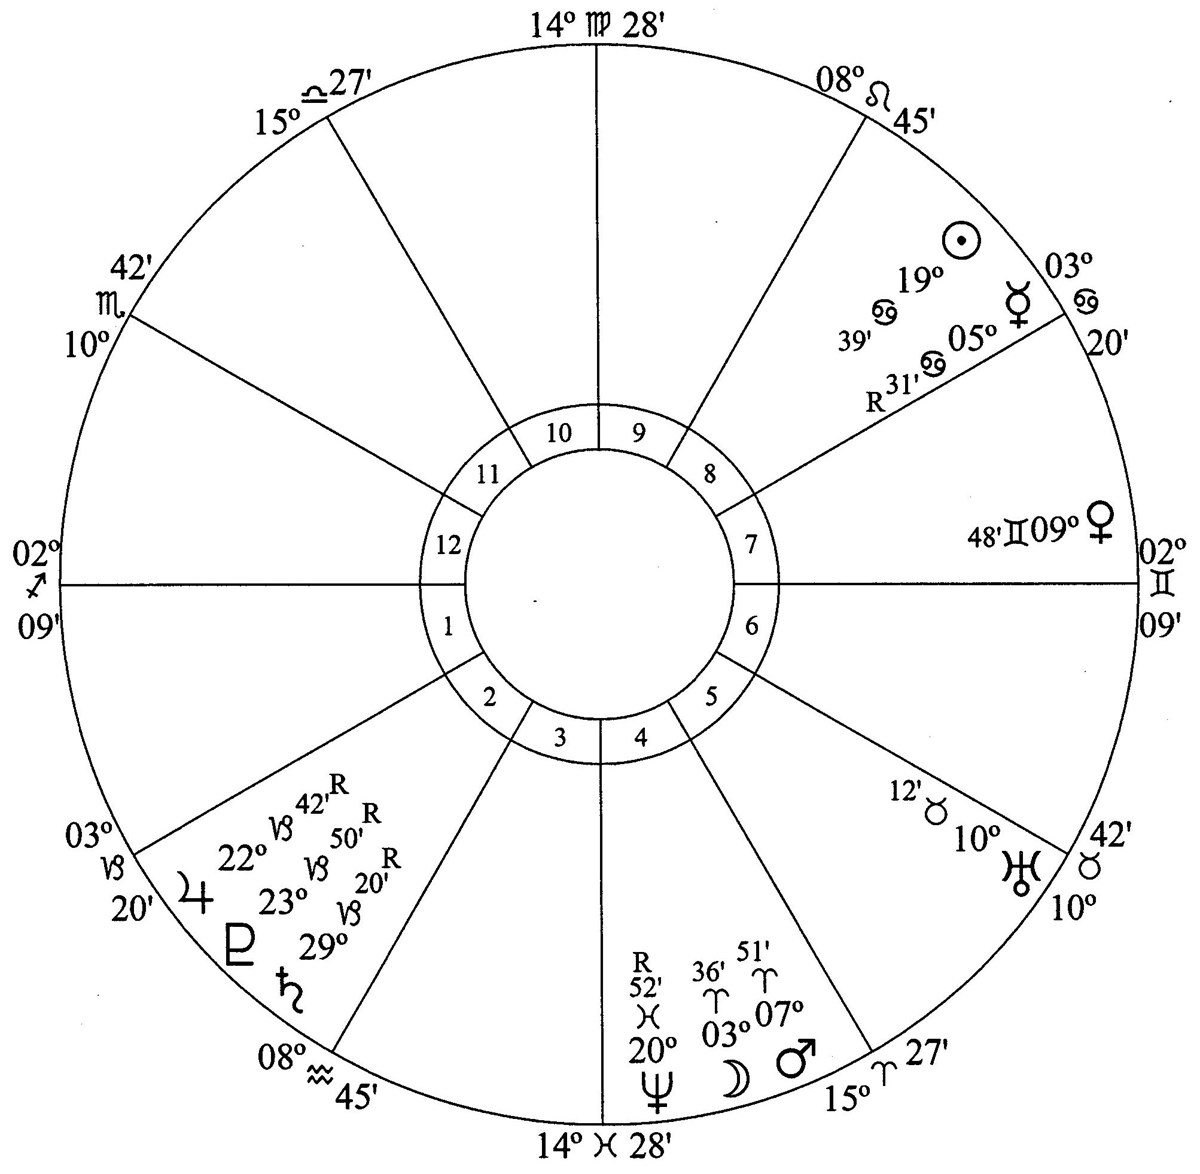 14º ♍ 28'
15º ♎ 27'
08º ♌ 45'
42' ♏ 10º
03º ♋ 20'
02º ♐ 09'
02º ♊ 09'
03º ♑ 20'
42' ♉ 10º
08º ♒ 45'
15º ♈ 27'
14º ♓ 28'
☉ 19º ♋ 39'
☿ 05º ♋ 31' R
48' ♊ 09º ♀
12' ♉ 10º ♅
♃ 22º ♑ 42' R
♇ 23º ♑ 50' R
♄ 29º ♑ 20' R
R 52' ♓ 20º ♆
36' ♈ 03º ☽
51' ♈ 07º ♂
10
9
11
8
12
7
1
6
2
5
3
4